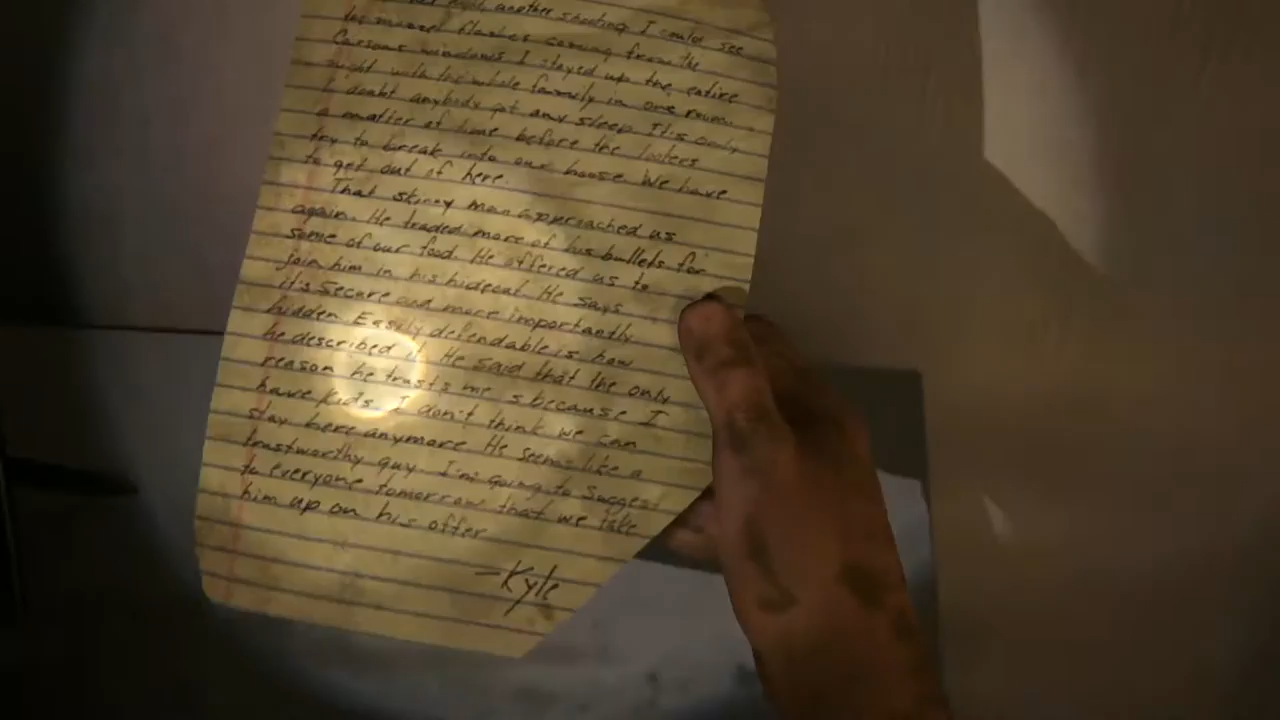 night, another shooting I could see
the muzzel flashes coming from the
Carsons windows. I stayed up the entire
night with the whole family in one room.
I doubt anybody got any sleep. It is only
a matter of time before the looters
try to break into our house We have
to get out of here.
That skinny man approached us
again. He traded more of his bullets for
some of our food. He offered us to
join him in his hideout He says
it's secure and more importantly
hidden. Easily defendable is how
he described it. He said that the only
reason he trusts me is because I
have kids. I don't think we can
stay here anymore He seems like a
trustworthy guy I'm going to suggest
to everyone tomorrow that we take
him up on his offer
-Kyle